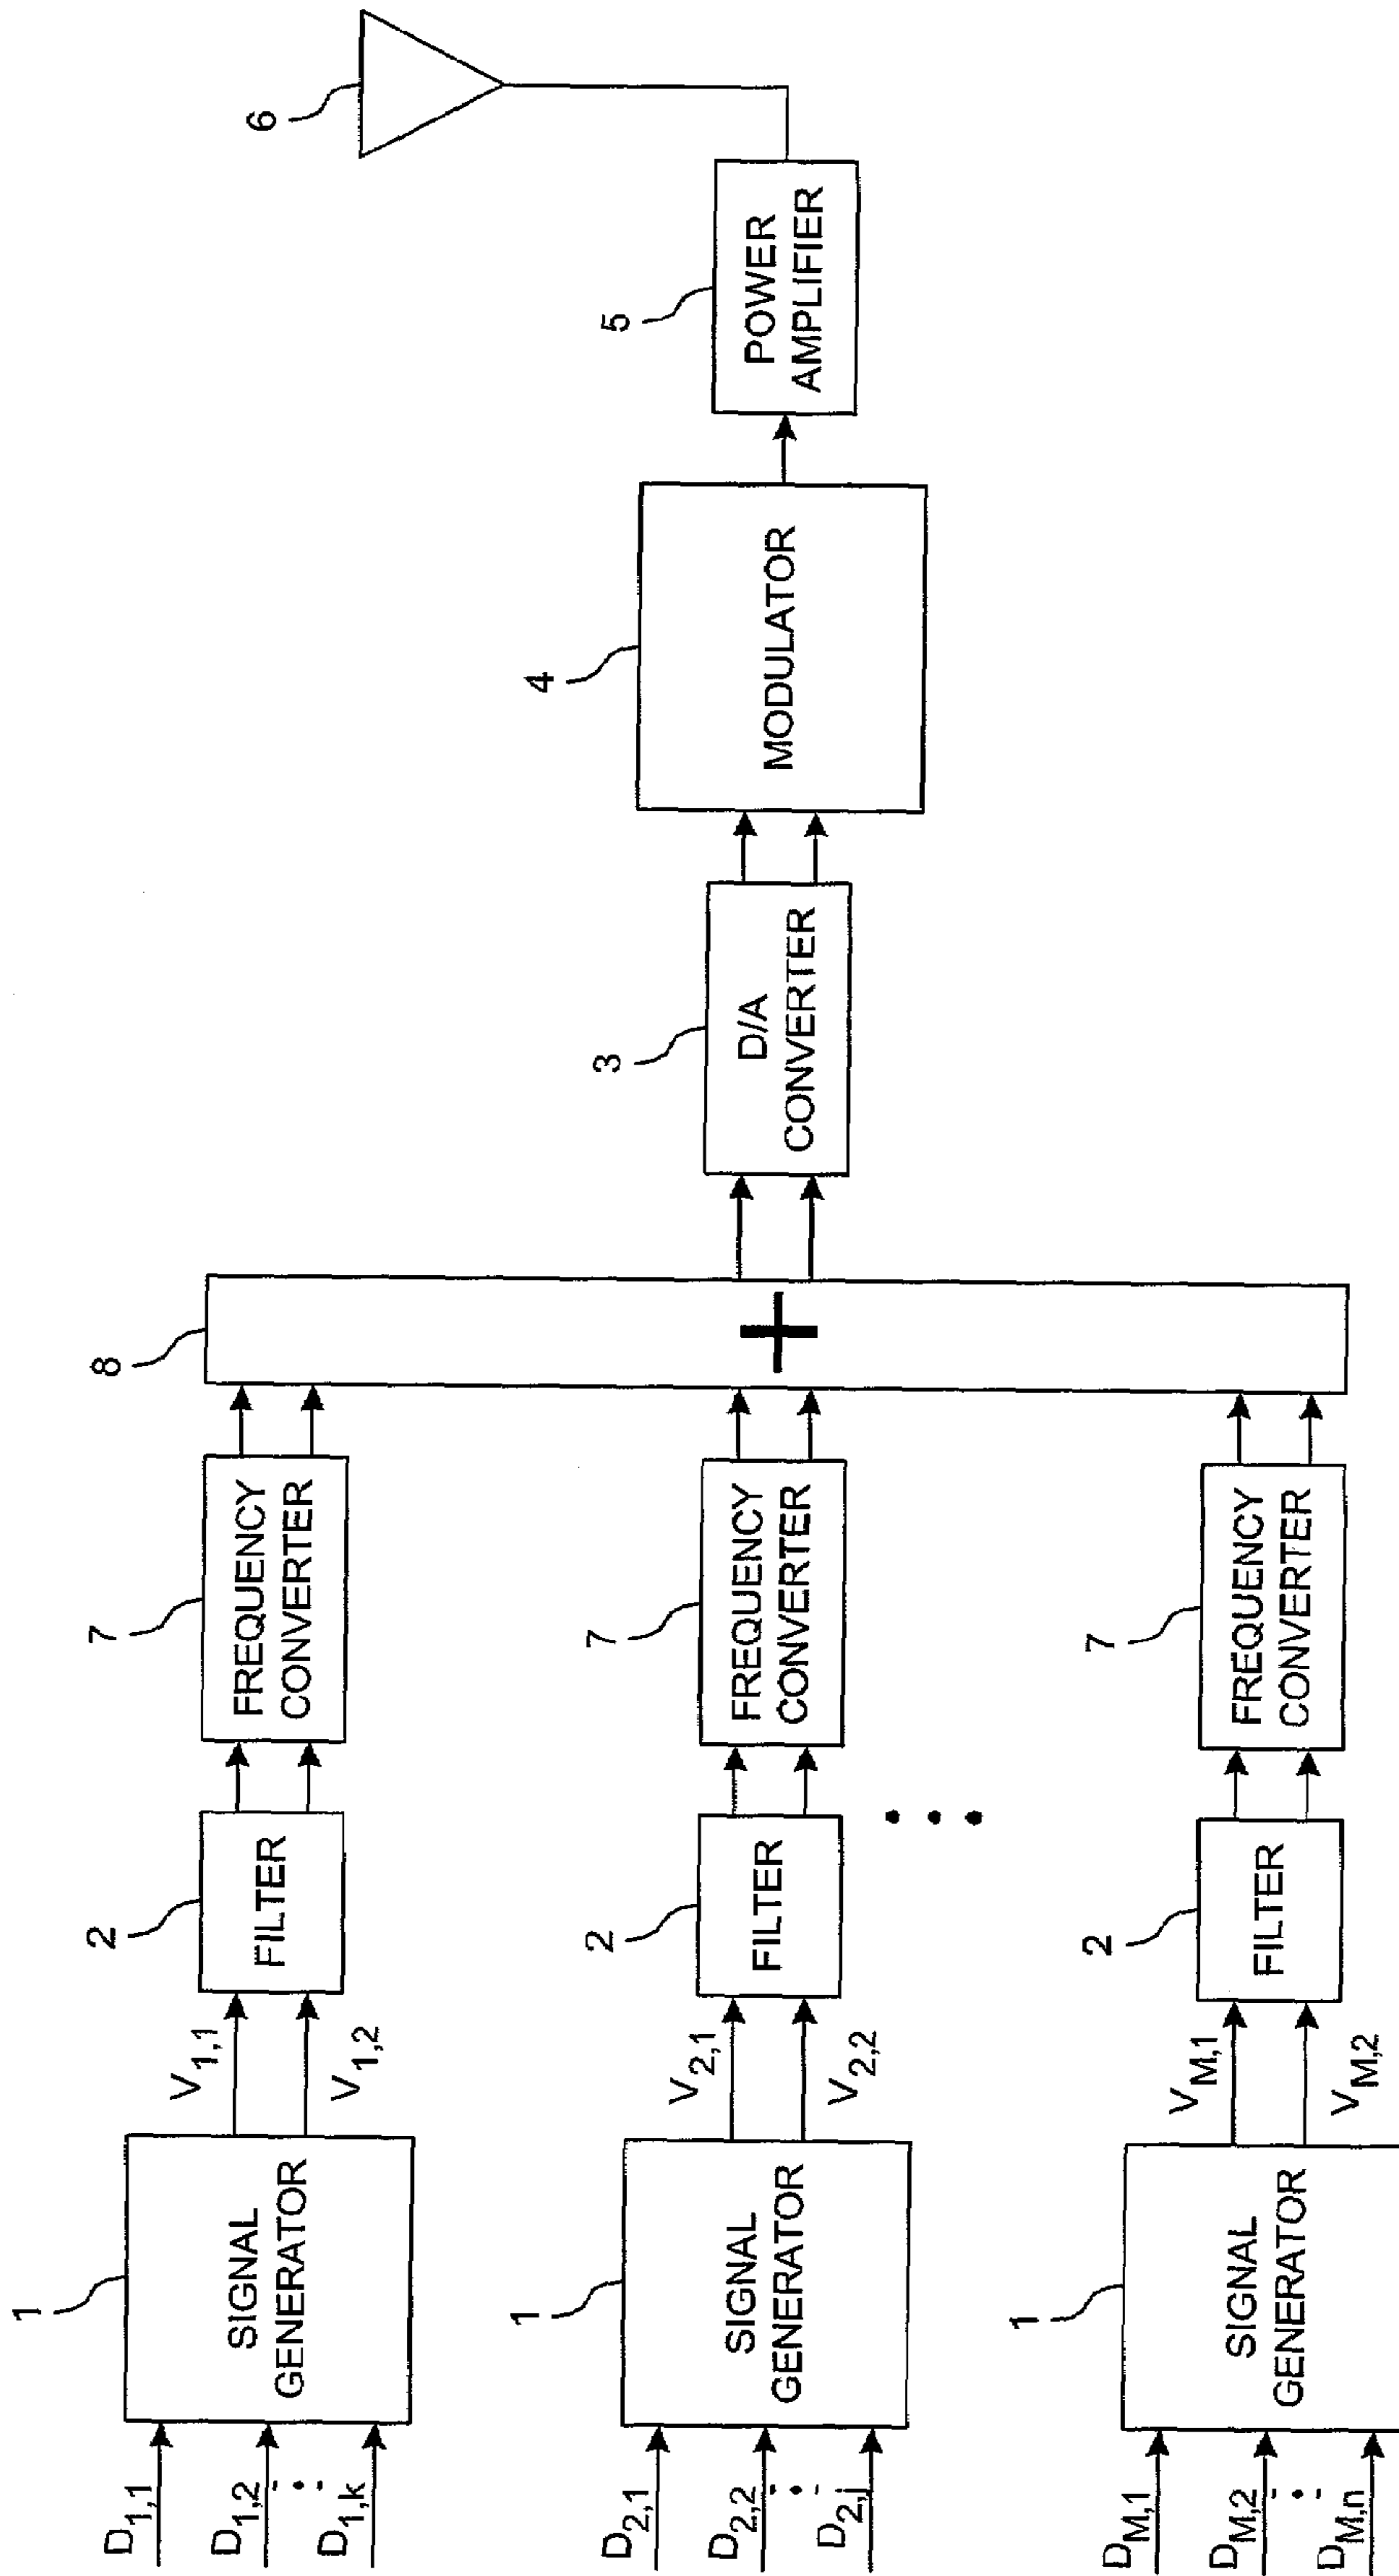 D1,1
D1,2
D1,k
1
SIGNAL
GENERATOR
V1,1
V1,2
2
FILTER
7
FREQUENCY
CONVERTER
D2,1
D2,2
1
SIGNAL
GENERATOR
V2,1
V2,2
2
FILTER
7
FREQUENCY
CONVERTER
DM,1
DM,2
DM,n
1
SIGNAL
GENERATOR
VM,1
VM,2
2
FILTER
7
FREQUENCY
CONVERTER
8
+
3
D/A
CONVERTER
4
MODULATOR
5
POWER
AMPLIFIER
6